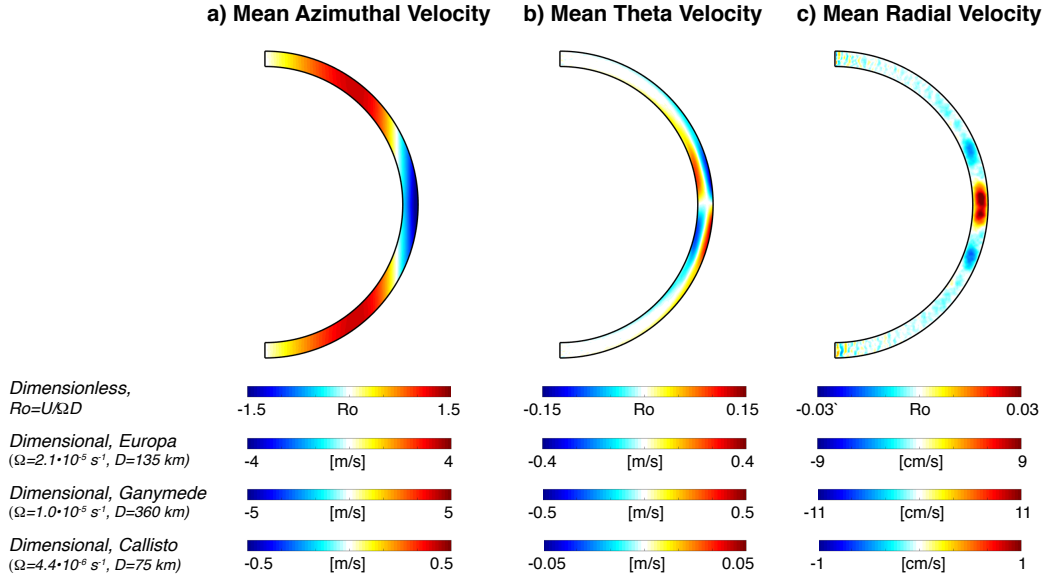 a) Mean Azimuthal Velocity b) Mean Theta Velocity c) Mean Radial Velocity
Dimensionless,
Ro=U/ΩD
-1.5 Ro 1.5 -0.15 Ro 0.15 -0.03` Ro 0.03
Dimensional, Europa
(Ω=2.1•10⁻⁵ s⁻¹, D=135 km)
-4 [m/s] 4 -0.4 [m/s] 0.4 -9 [cm/s] 9
Dimensional, Ganymede
(Ω=1.0•10⁻⁵ s⁻¹, D=360 km)
-5 [m/s] 5 -0.5 [m/s] 0.5 -11 [cm/s] 11
Dimensional, Callisto
(Ω=4.4•10⁻⁶ s⁻¹, D=75 km)
-0.5 [m/s] 0.5 -0.05 [m/s] 0.05 -1 [cm/s] 1